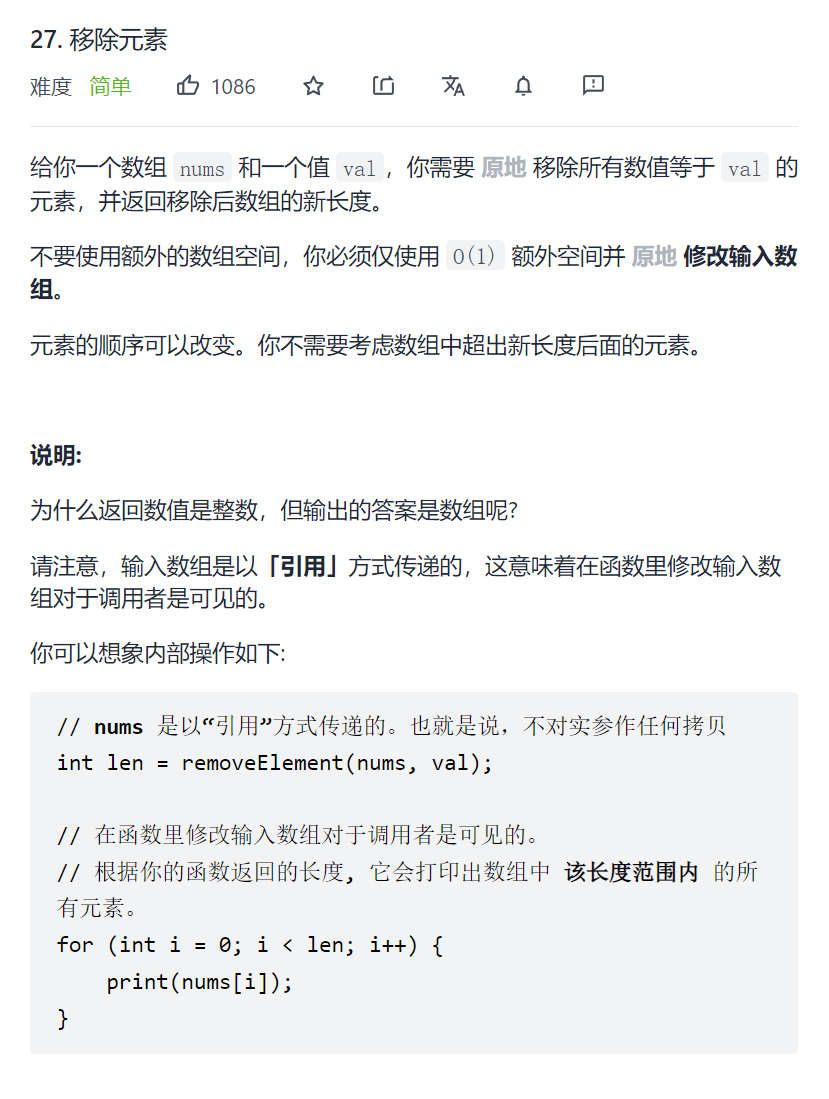 27. 移除元素
难度 简单 1086
给你一个数组 nums 和一个值 val，你需要 原地 移除所有数值等于 val 的
元素，并返回移除后数组的新长度。
不要使用额外的数组空间，你必须仅使用 O(1) 额外空间并 原地 修改输入数
组。
元素的顺序可以改变。你不需要考虑数组中超出新长度后面的元素。
说明:
为什么返回数值是整数，但输出的答案是数组呢?
请注意，输入数组是以「引用」方式传递的，这意味着在函数里修改输入数
组对于调用者是可见的。
你可以想象内部操作如下:
// nums 是以“引用”方式传递的。也就是说，不对实参作任何拷贝
int len = removeElement(nums, val);
// 在函数里修改输入数组对于调用者是可见的。
// 根据你的函数返回的长度, 它会打印出数组中 该长度范围内 的所
有元素。
for (int i = 0; i < len; i++) {
    print(nums[i]);
}